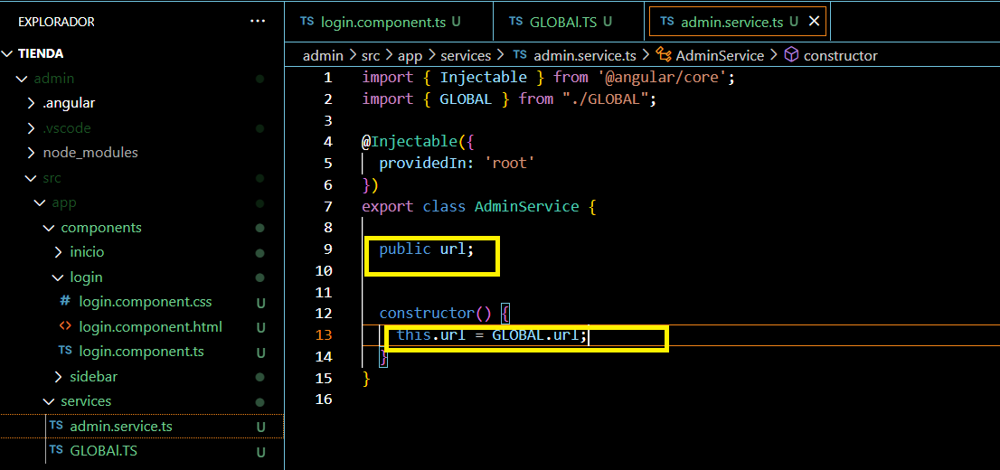 EXPLORADOR ...
TIENDA
admin
.angular
.vscode
node_modules
src
app
components
inicio
login
# login.component.css U
<> login.component.html U
TS login.component.ts U
sidebar
services
TS admin.service.ts U
TS GLOBAl.TS U
TS login.component.ts U TS GLOBAl.TS U TS admin.service.ts U ×
admin > src > app > services > TS admin.service.ts > AdminService > constructor
1 import { Injectable } from '@angular/core';
2 import { GLOBAL } from "./GLOBAL";
3
4 @Injectable({
5 providedIn: 'root'
6 })
7 export class AdminService {
8
9 public url;
10
11
12 constructor() {
13 this.url = GLOBAL.url;
14 }
15 }
16